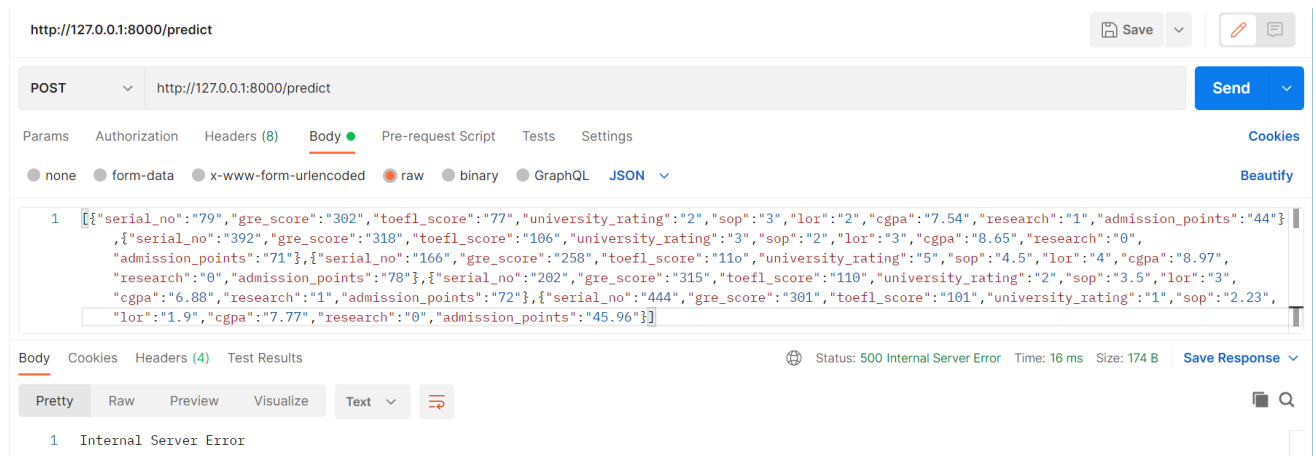 http://127.0.0.1:8000/predict
Save
POST
http://127.0.0.1:8000/predict
Send
Params Authorization Headers (8) Body Pre-request Script Tests Settings Cookies
none form-data x-www-form-urlencoded raw binary GraphQL JSON Beautify
1 [{"serial_no":"79","gre_score":"302","toefl_score":"77","university_rating":"2","sop":"3","lor":"2","cgpa":"7.54","research":"1","admission_points":"44"}
,{"serial_no":"392","gre_score":"318","toefl_score":"106","university_rating":"3","sop":"2","lor":"3","cgpa":"8.65","research":"0",
"admission_points":"71"},{"serial_no":"166","gre_score":"258","toefl_score":"11o","university_rating":"5","sop":"4.5","lor":"4","cgpa":"8.97",
"research":"0","admission_points":"78"},{"serial_no":"202","gre_score":"315","toefl_score":"110","university_rating":"2","sop":"3.5","lor":"3",
"cgpa":"6.88","research":"1","admission_points":"72"},{"serial_no":"444","gre_score":"301","toefl_score":"101","university_rating":"1","sop":"2.23",
"lor":"1.9","cgpa":"7.77","research":"0","admission_points":"45.96"}]
Body Cookies Headers (4) Test Results Status: 500 Internal Server Error Time: 16 ms Size: 174 B Save Response
Pretty Raw Preview Visualize Text
1 Internal Server Error